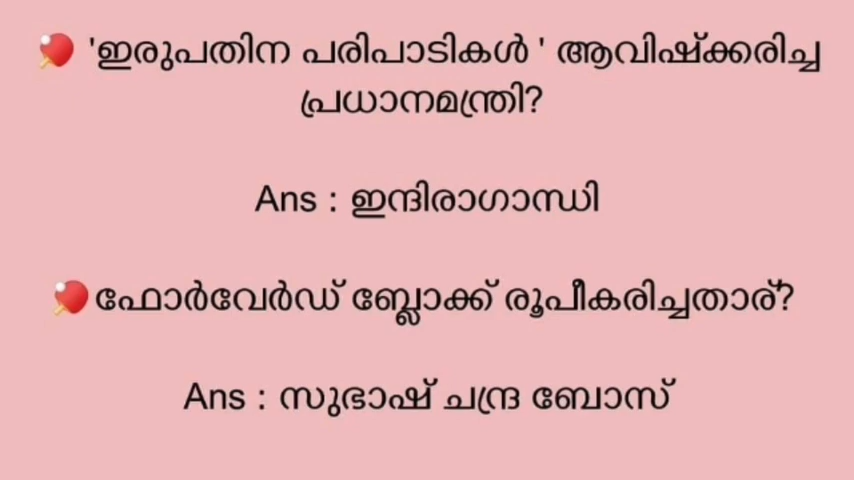 🏓 'ഇരുപതിന പരിപാടികൾ ' ആവിഷ്ക്കരിച്ച
പ്രധാനമന്ത്രി?
Ans : ഇന്ദിരാഗാന്ധി
🏓ഫോർവേർഡ് ബ്ലോക്ക് രൂപീകരിച്ചതാര്?
Ans : സുഭാഷ് ചന്ദ്ര ബോസ്